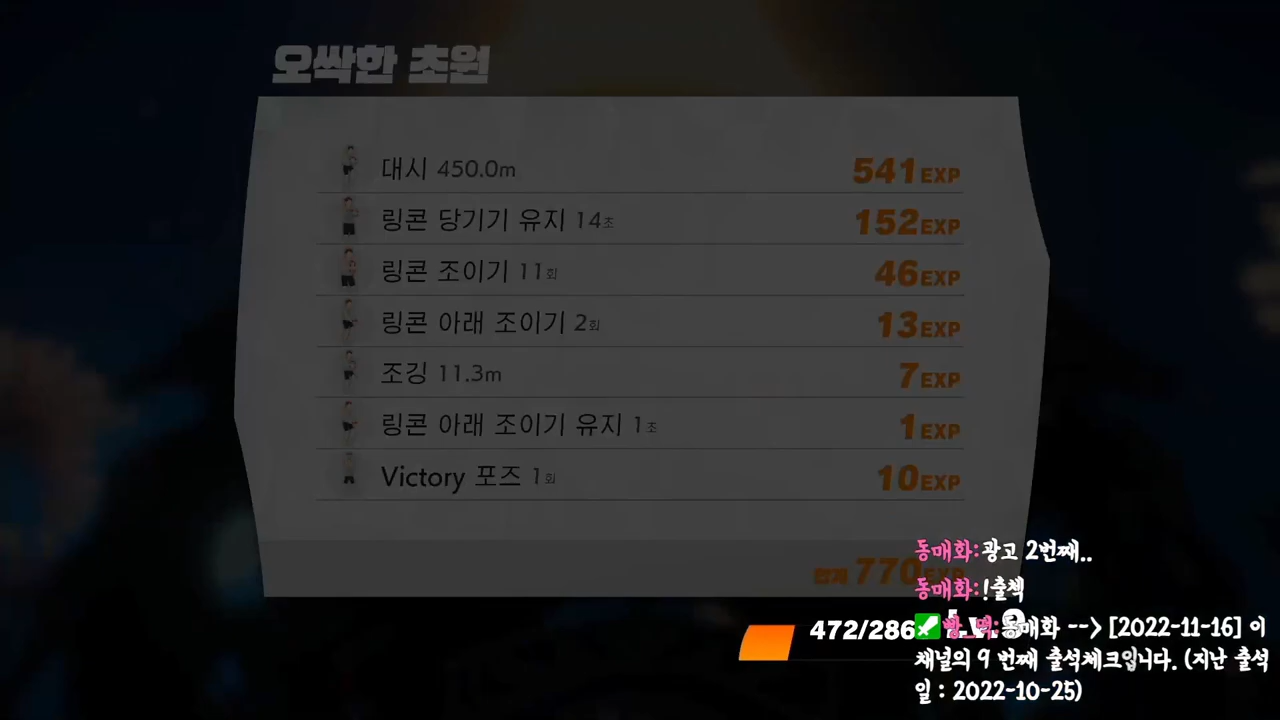 오싹한 초원
대시 450.0m 541EXP
링콘 당기기 유지 14초 152EXP
링콘 조이기 11회 46EXP
링콘 아래 조이기 2회 13EXP
조깅 11.3m 7EXP
링콘 아래 조이기 유지 1초 1EXP
Victory 포즈 1회 10EXP
합계 770EXP
동매화:광고 2번째..
동매화:!출책
472/286
동매화 --> [2022-11-16] 이
채널의 9 번째 출석체크입니다. (지난 출석
일 : 2022-10-25)